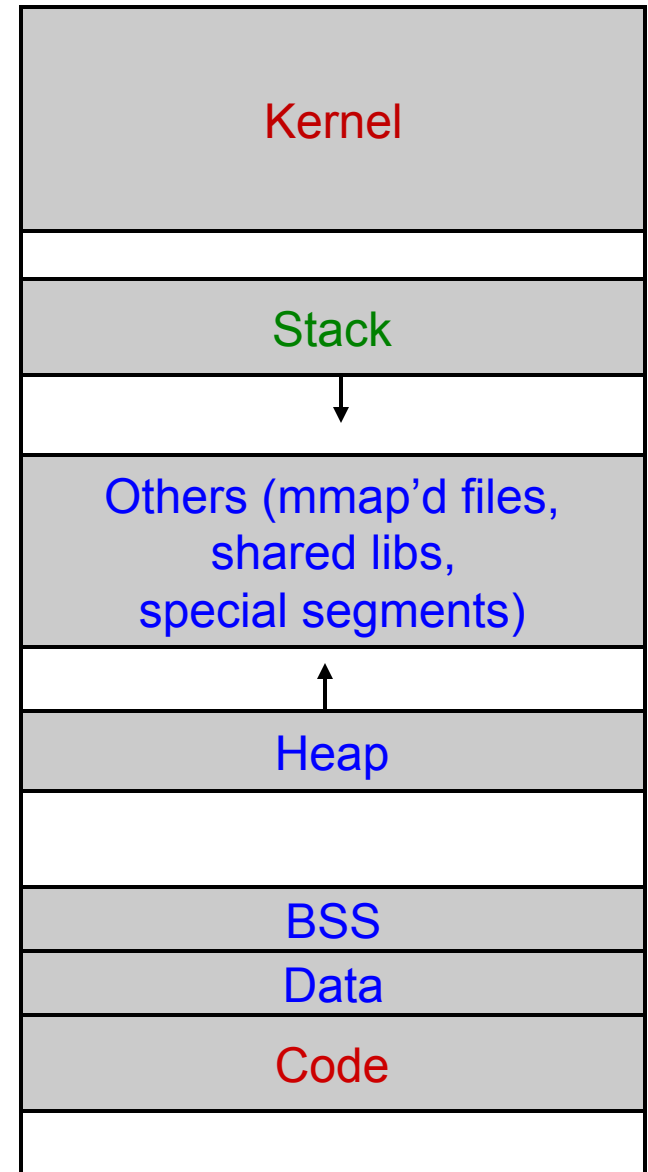 Kernel
Stack
Others (mmap’d files,
shared libs,
special segments)
Heap
BSS
Data
Code